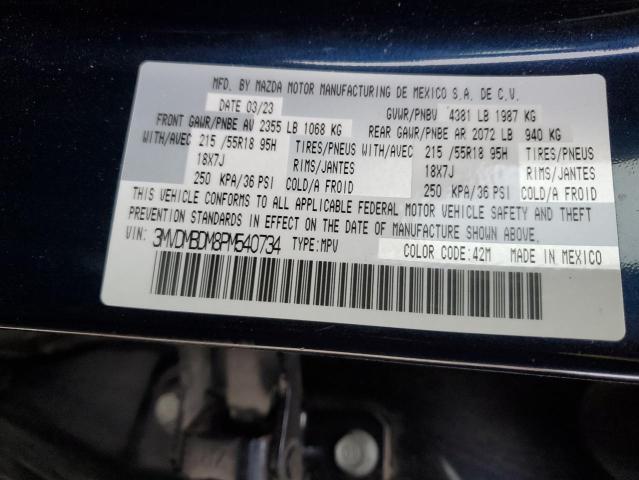 MFD. BY MAZDA MOTOR MANUFACTURING DE MEXICO S.A. DE C.V.
DATE 03/23 GVWR/PNBV 4381 LB 1987 KG
FRONT GAWR/PNBE AV 2355 LB 1068 KG REAR GAWR/PNBE AR 2072 LB 940 KG
WITH/AVEC 215 /55R18 95H TIRES/PNEUS WITH/AVEC 215 /55R18 95H TIRES/PNEUS
18X7J RIMS/JANTES 18X7J RIMS/JANTES
250 KPA/36 PSI COLD/A FROID 250 KPA/36 PSI COLD/A FROID
THIS VEHICLE CONFORMS TO ALL APPLICABLE FEDERAL MOTOR VEHICLE SAFETY AND THEFT
PREVENTION STANDARDS IN EFFECT ON THE DATE OF MANUFACTURE SHOWN ABOVE.
VIN: 3MVDMBDM8PM540734 TYPE: MPV COLOR CODE: 42M MADE IN MEXICO